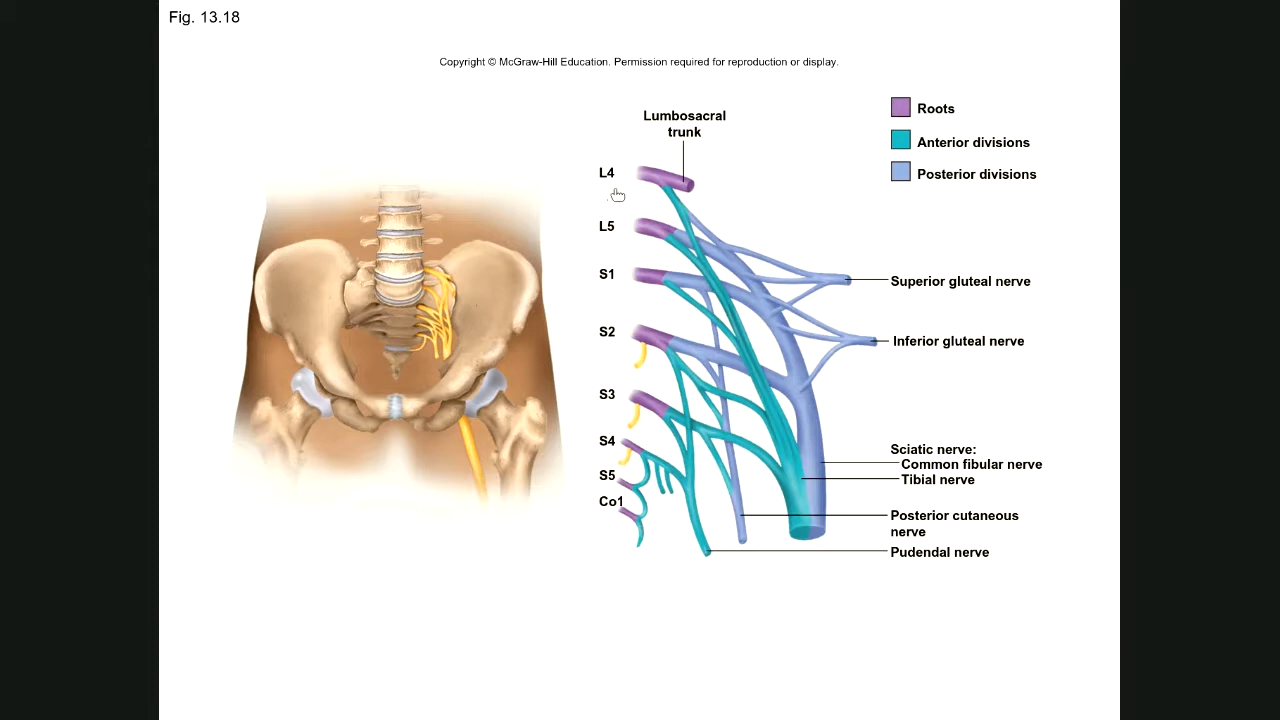 Fig. 13.18
Copyright © McGraw-Hill Education. Permission required for reproduction or display.
Lumbosacral
trunk
Roots
Anterior divisions
Posterior divisions
L4
L5
S1
S2
S3
S4
S5
Co1
Superior gluteal nerve
Inferior gluteal nerve
Sciatic nerve:
Common fibular nerve
Tibial nerve
Posterior cutaneous
nerve
Pudendal nerve